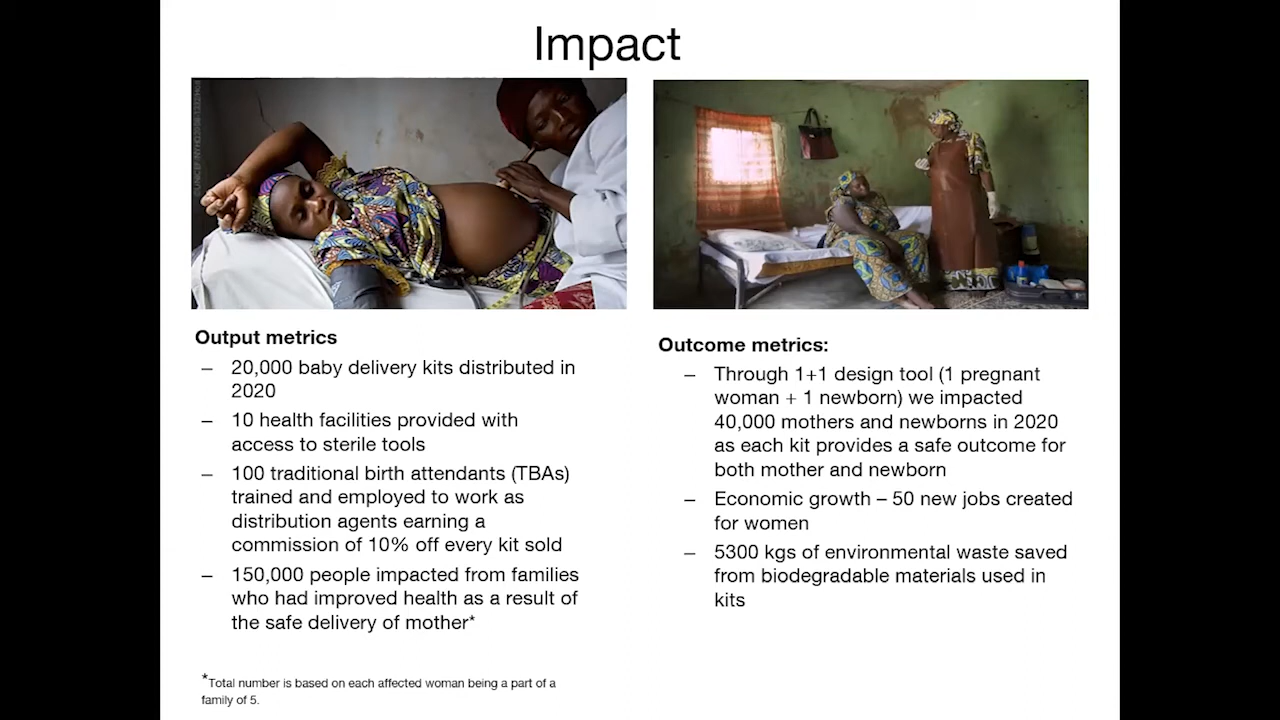 Impact
Output metrics
– 20,000 baby delivery kits distributed in
2020
– 10 health facilities provided with
access to sterile tools
– 100 traditional birth attendants (TBAs)
trained and employed to work as
distribution agents earning a
commission of 10% off every kit sold
– 150,000 people impacted from families
who had improved health as a result of
the safe delivery of mother*
*Total number is based on each affected woman being a part of a
family of 5.
Outcome metrics:
– Through 1+1 design tool (1 pregnant
woman + 1 newborn) we impacted
40,000 mothers and newborns in 2020
as each kit provides a safe outcome for
both mother and newborn
– Economic growth – 50 new jobs created
for women
– 5300 kgs of environmental waste saved
from biodegradable materials used in
kits